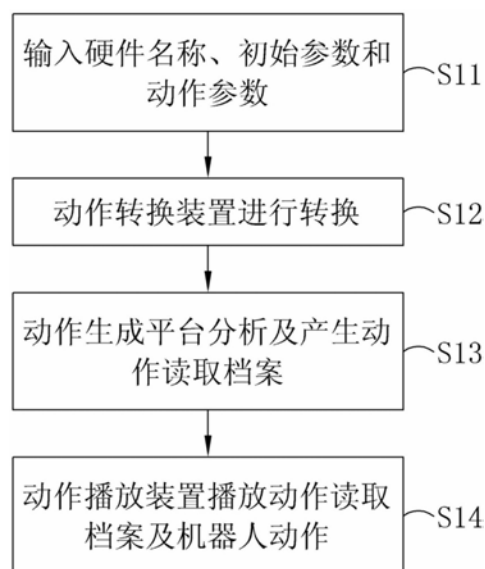 输入硬件名称、初始参数和
动作参数
S11
动作转换装置进行转换
S12
动作生成平台分析及产生动
作读取档案
S13
动作播放装置播放动作读取
档案及机器人动作
S14